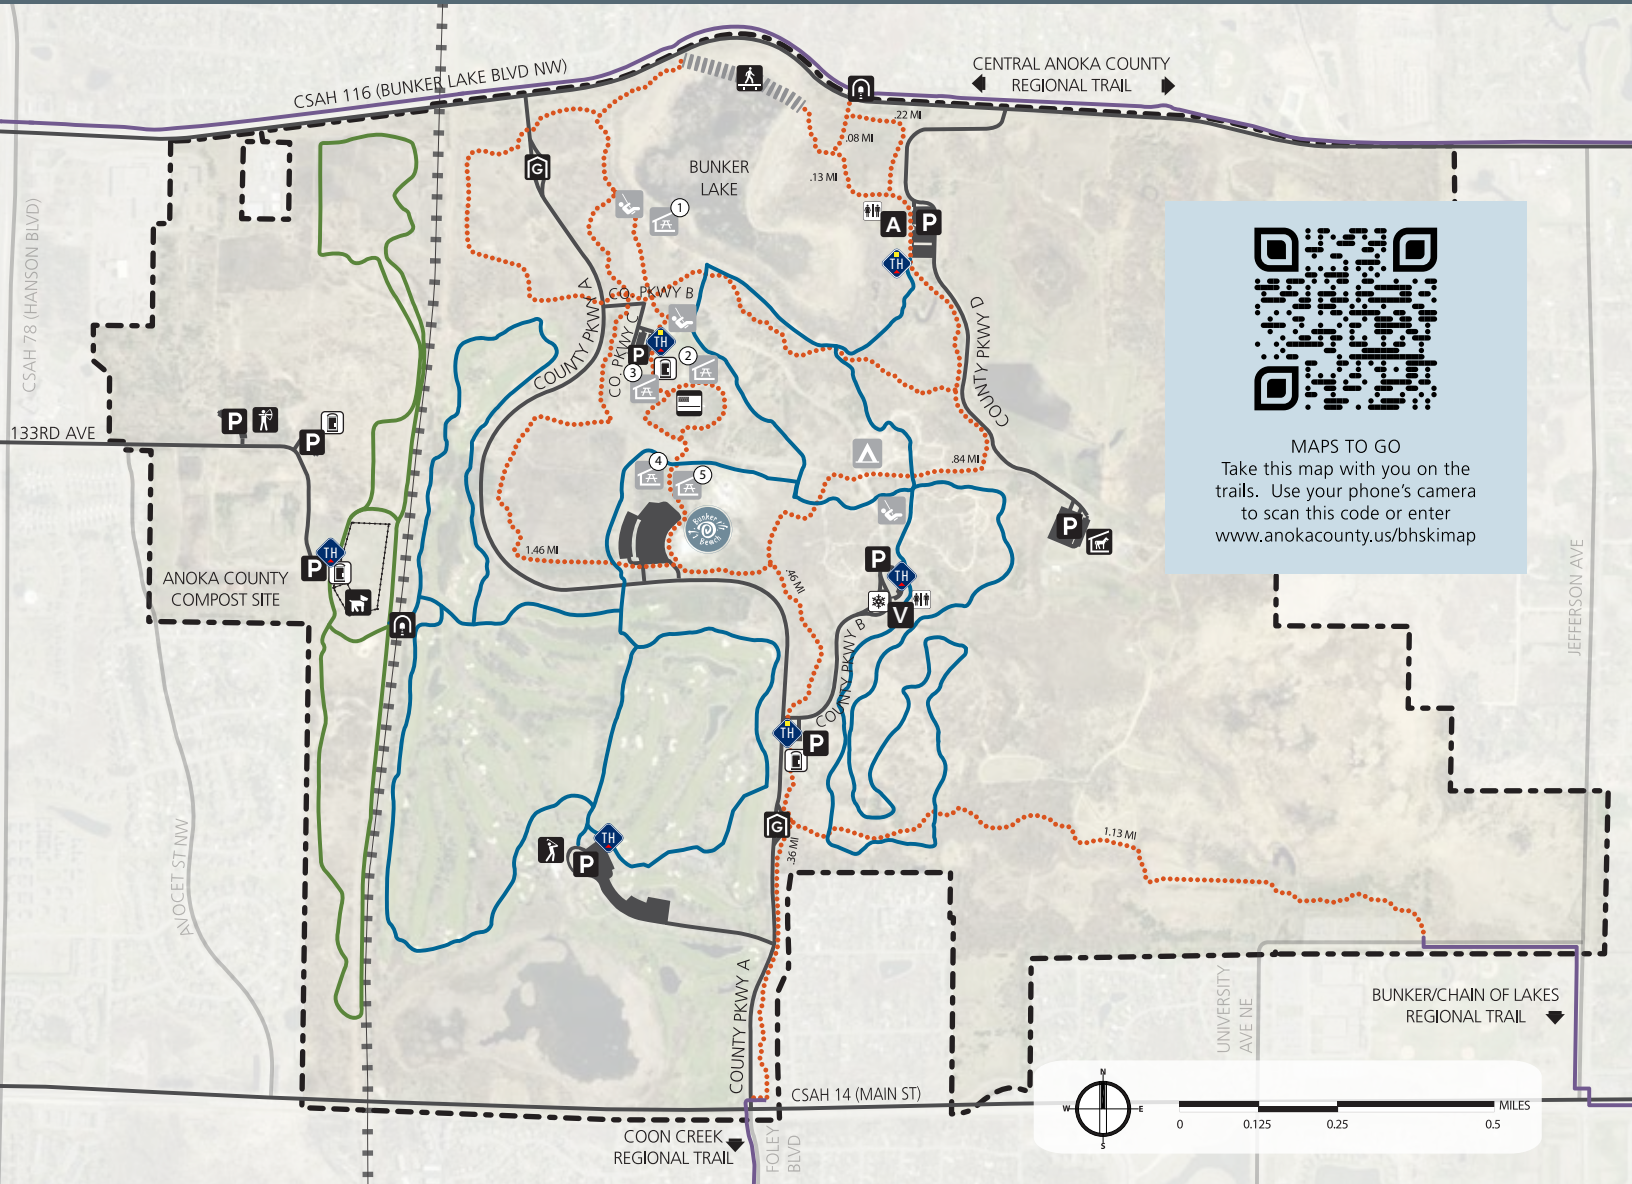 CENTRAL ANOKA COUNTY
REGIONAL TRAIL
CSAH 116 (BUNKER LAKE BLVD NW)
.22 MI
.08 MI
.13 MI
BUNKER
LAKE
G
1
A
P
TH
CSAH 78 (HANSON BLVD)
COUNTY PKWY A
CO. PKWY B
CO. PKWY C
COUNTY PKWY D
TH
P
2
3
P
P
133RD AVE
.84 MI
4
5
Bunker
Beach
1.46 MI
.46 MI
P
P
TH
V
TH
P
ANOKA COUNTY
COMPOST SITE
COUNTY PKWY B
TH
P
G
.36 MI
1.13 MI
TH
P
AVOCET ST NW
JEFFERSON AVE
MAPS TO GO
Take this map with you on the
trails. Use your phone's camera
to scan this code or enter
www.anokacounty.us/bhskimap
COUNTY PKWY A
UNIVERSITY
AVE NE
BUNKER/CHAIN OF LAKES
REGIONAL TRAIL
CSAH 14 (MAIN ST)
COON CREEK
REGIONAL TRAIL
FOLEY
BLVD
N
W
E
S
MILES
0
0.125
0.25
0.5